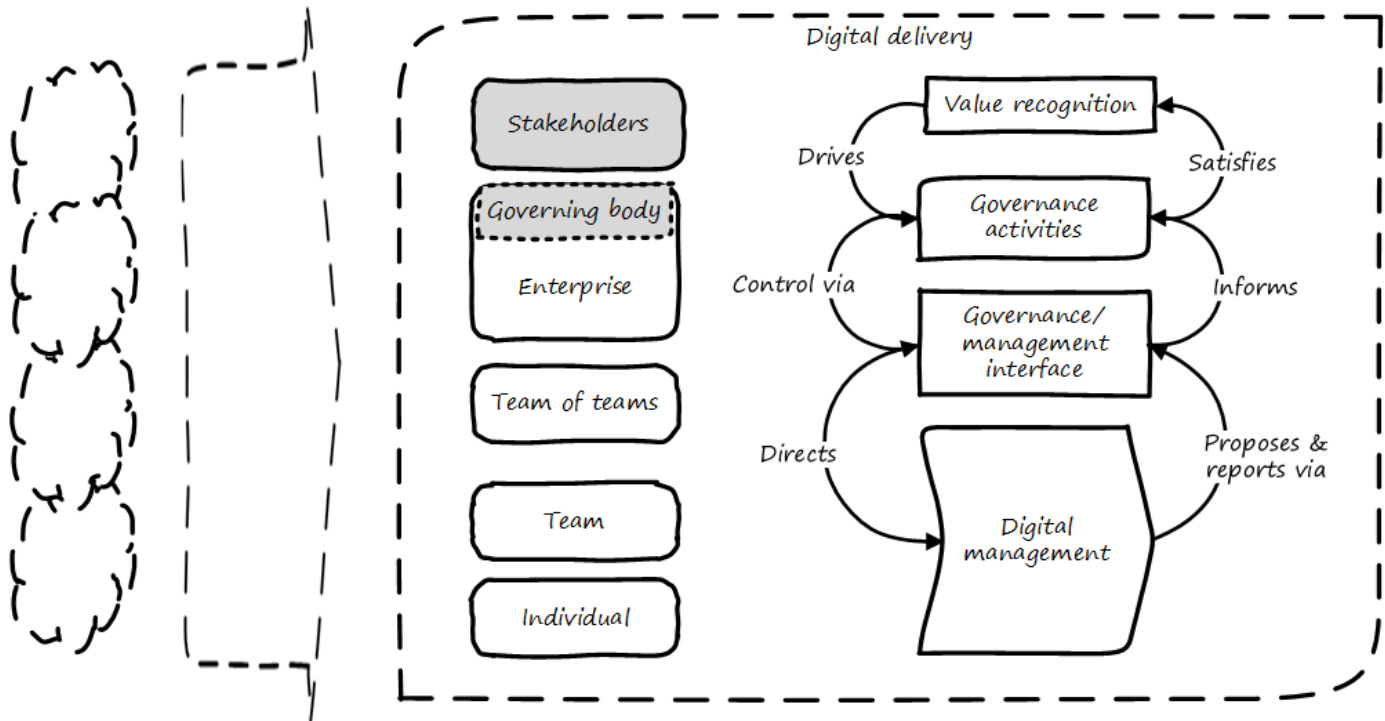 Digital delivery
Stakeholders
Governing body
Enterprise
Team of teams
Team
Individual
Value recognition
Drives
Satisfies
Governance
activities
Control via
Informs
Governance/
management
interface
Directs
Proposes &
reports via
Digital
management